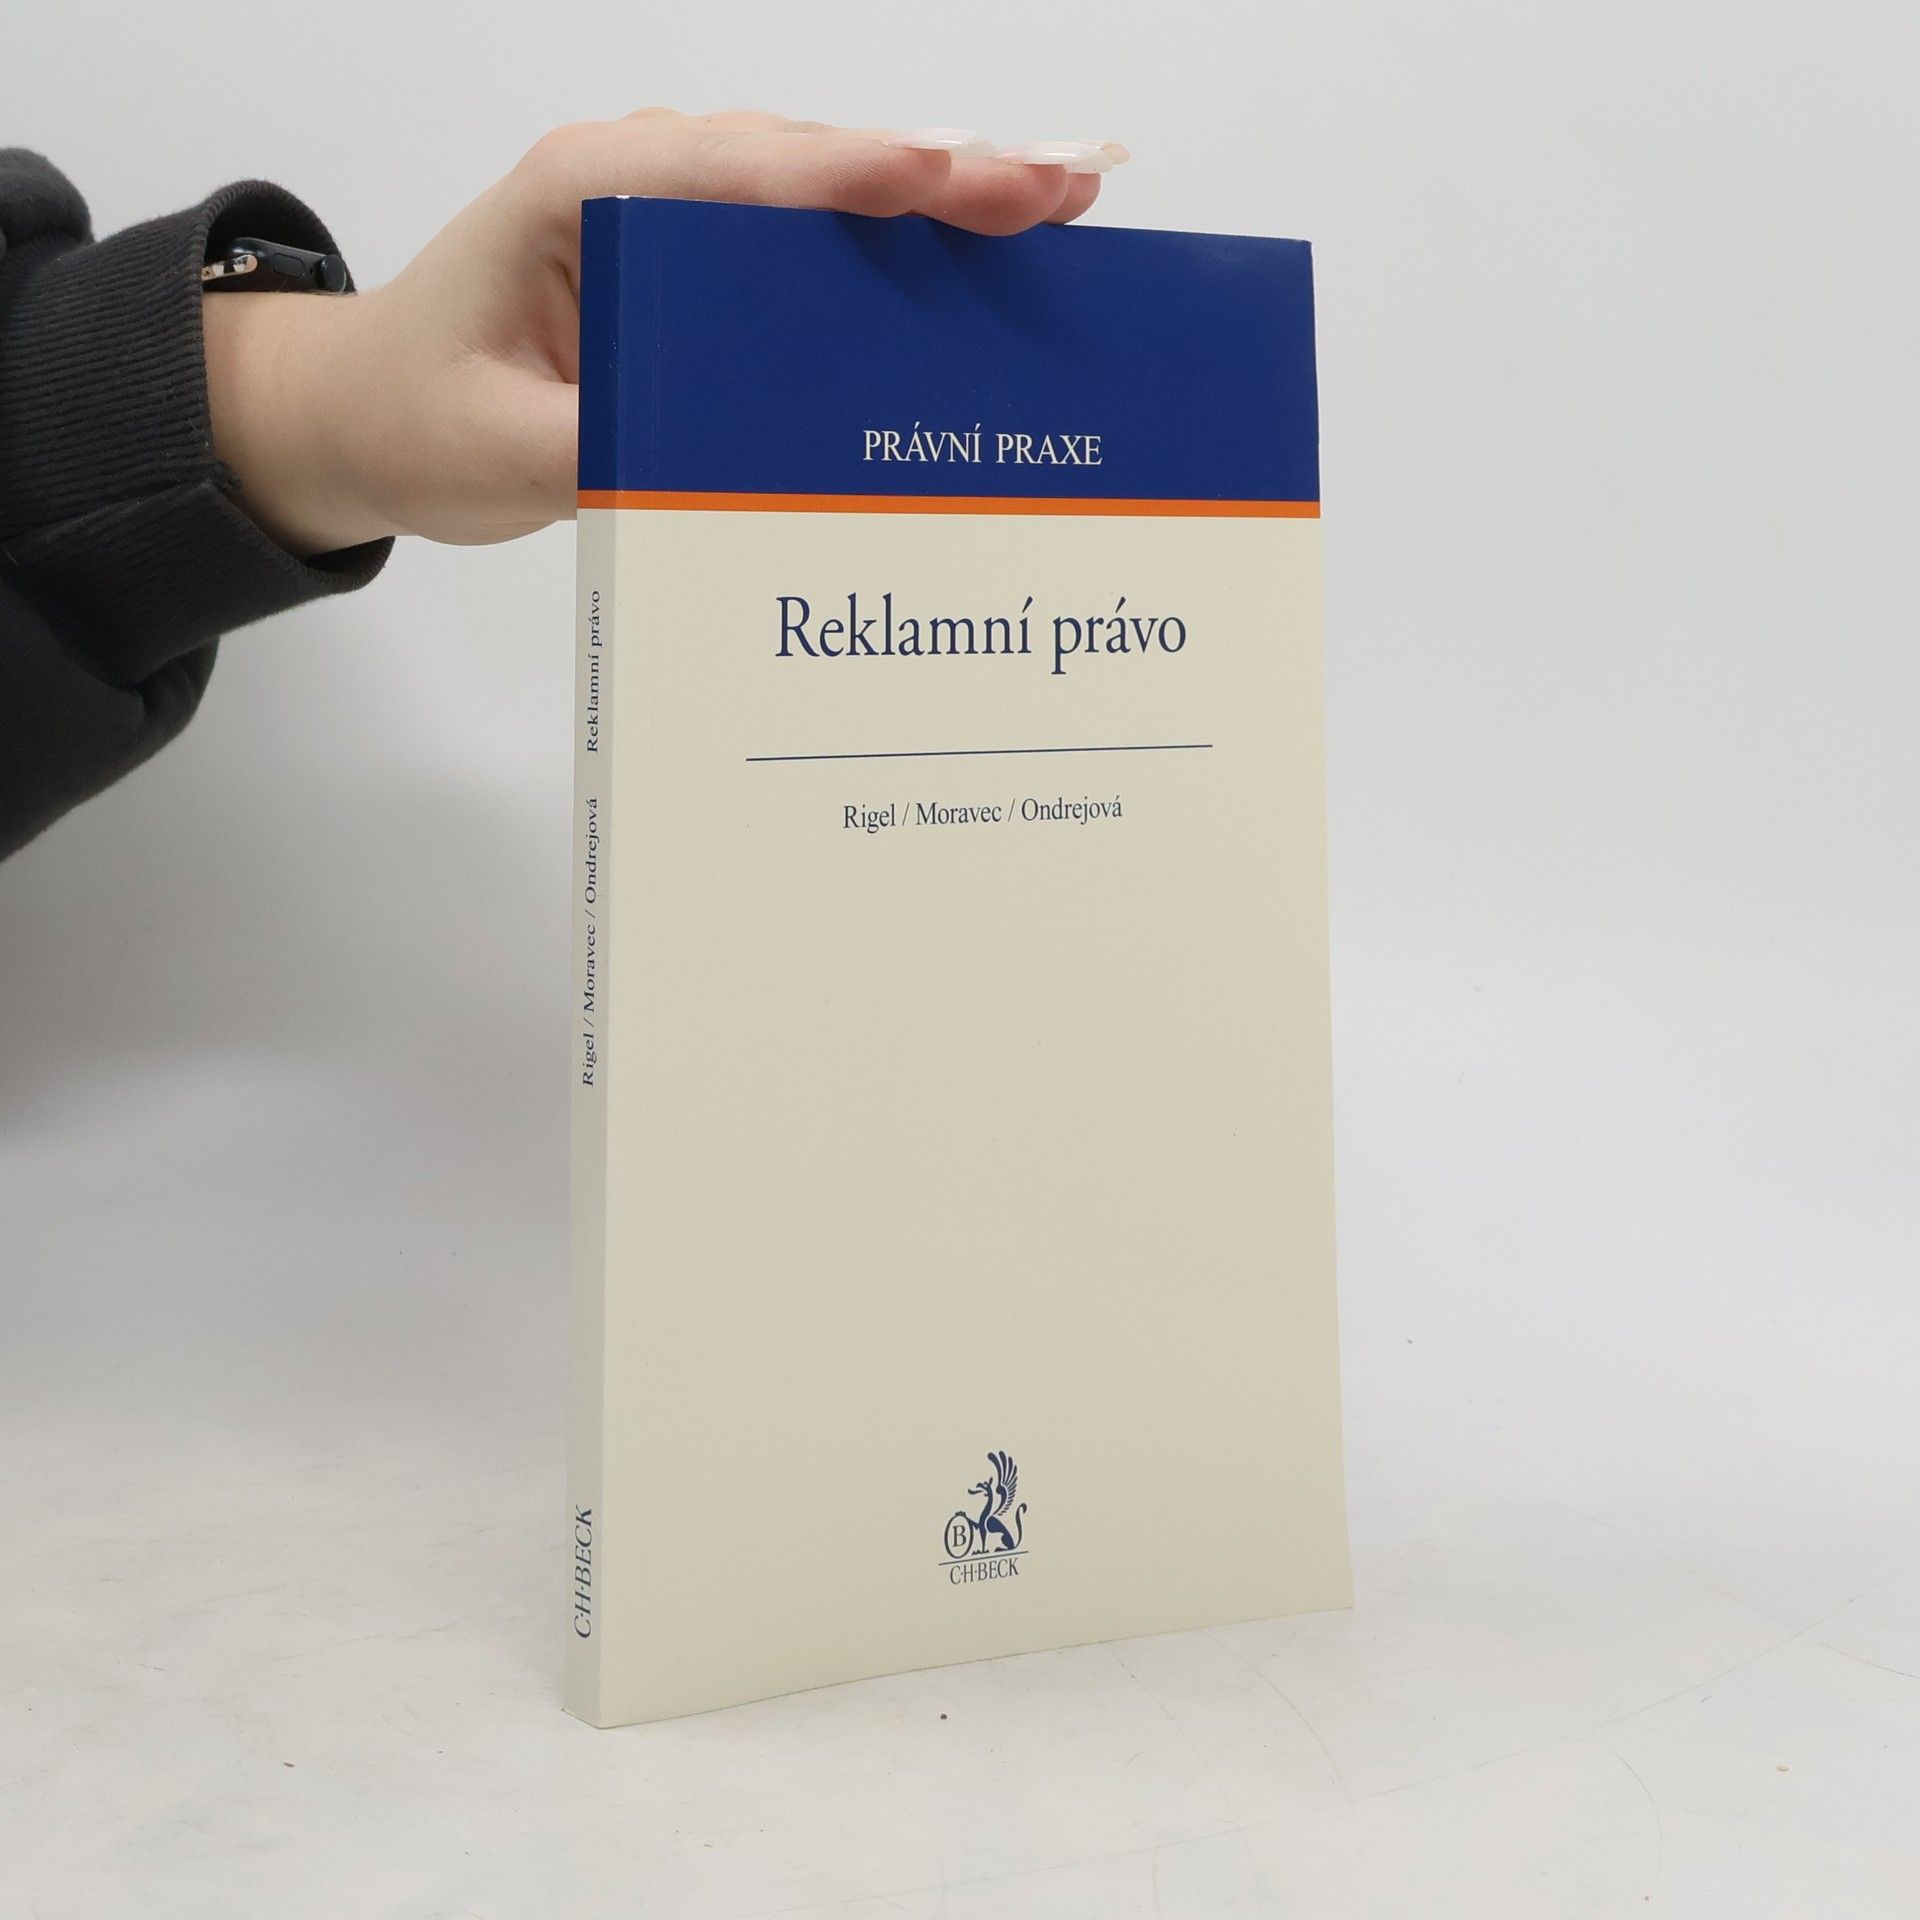 PRÁVNÍ PRAXE
Reklamní právo
Rigel / Moravec / Ondrejová
B
C·H·BECK
Rigel / Moravec / Ondrejová Reklamní právo
C·H·BECK